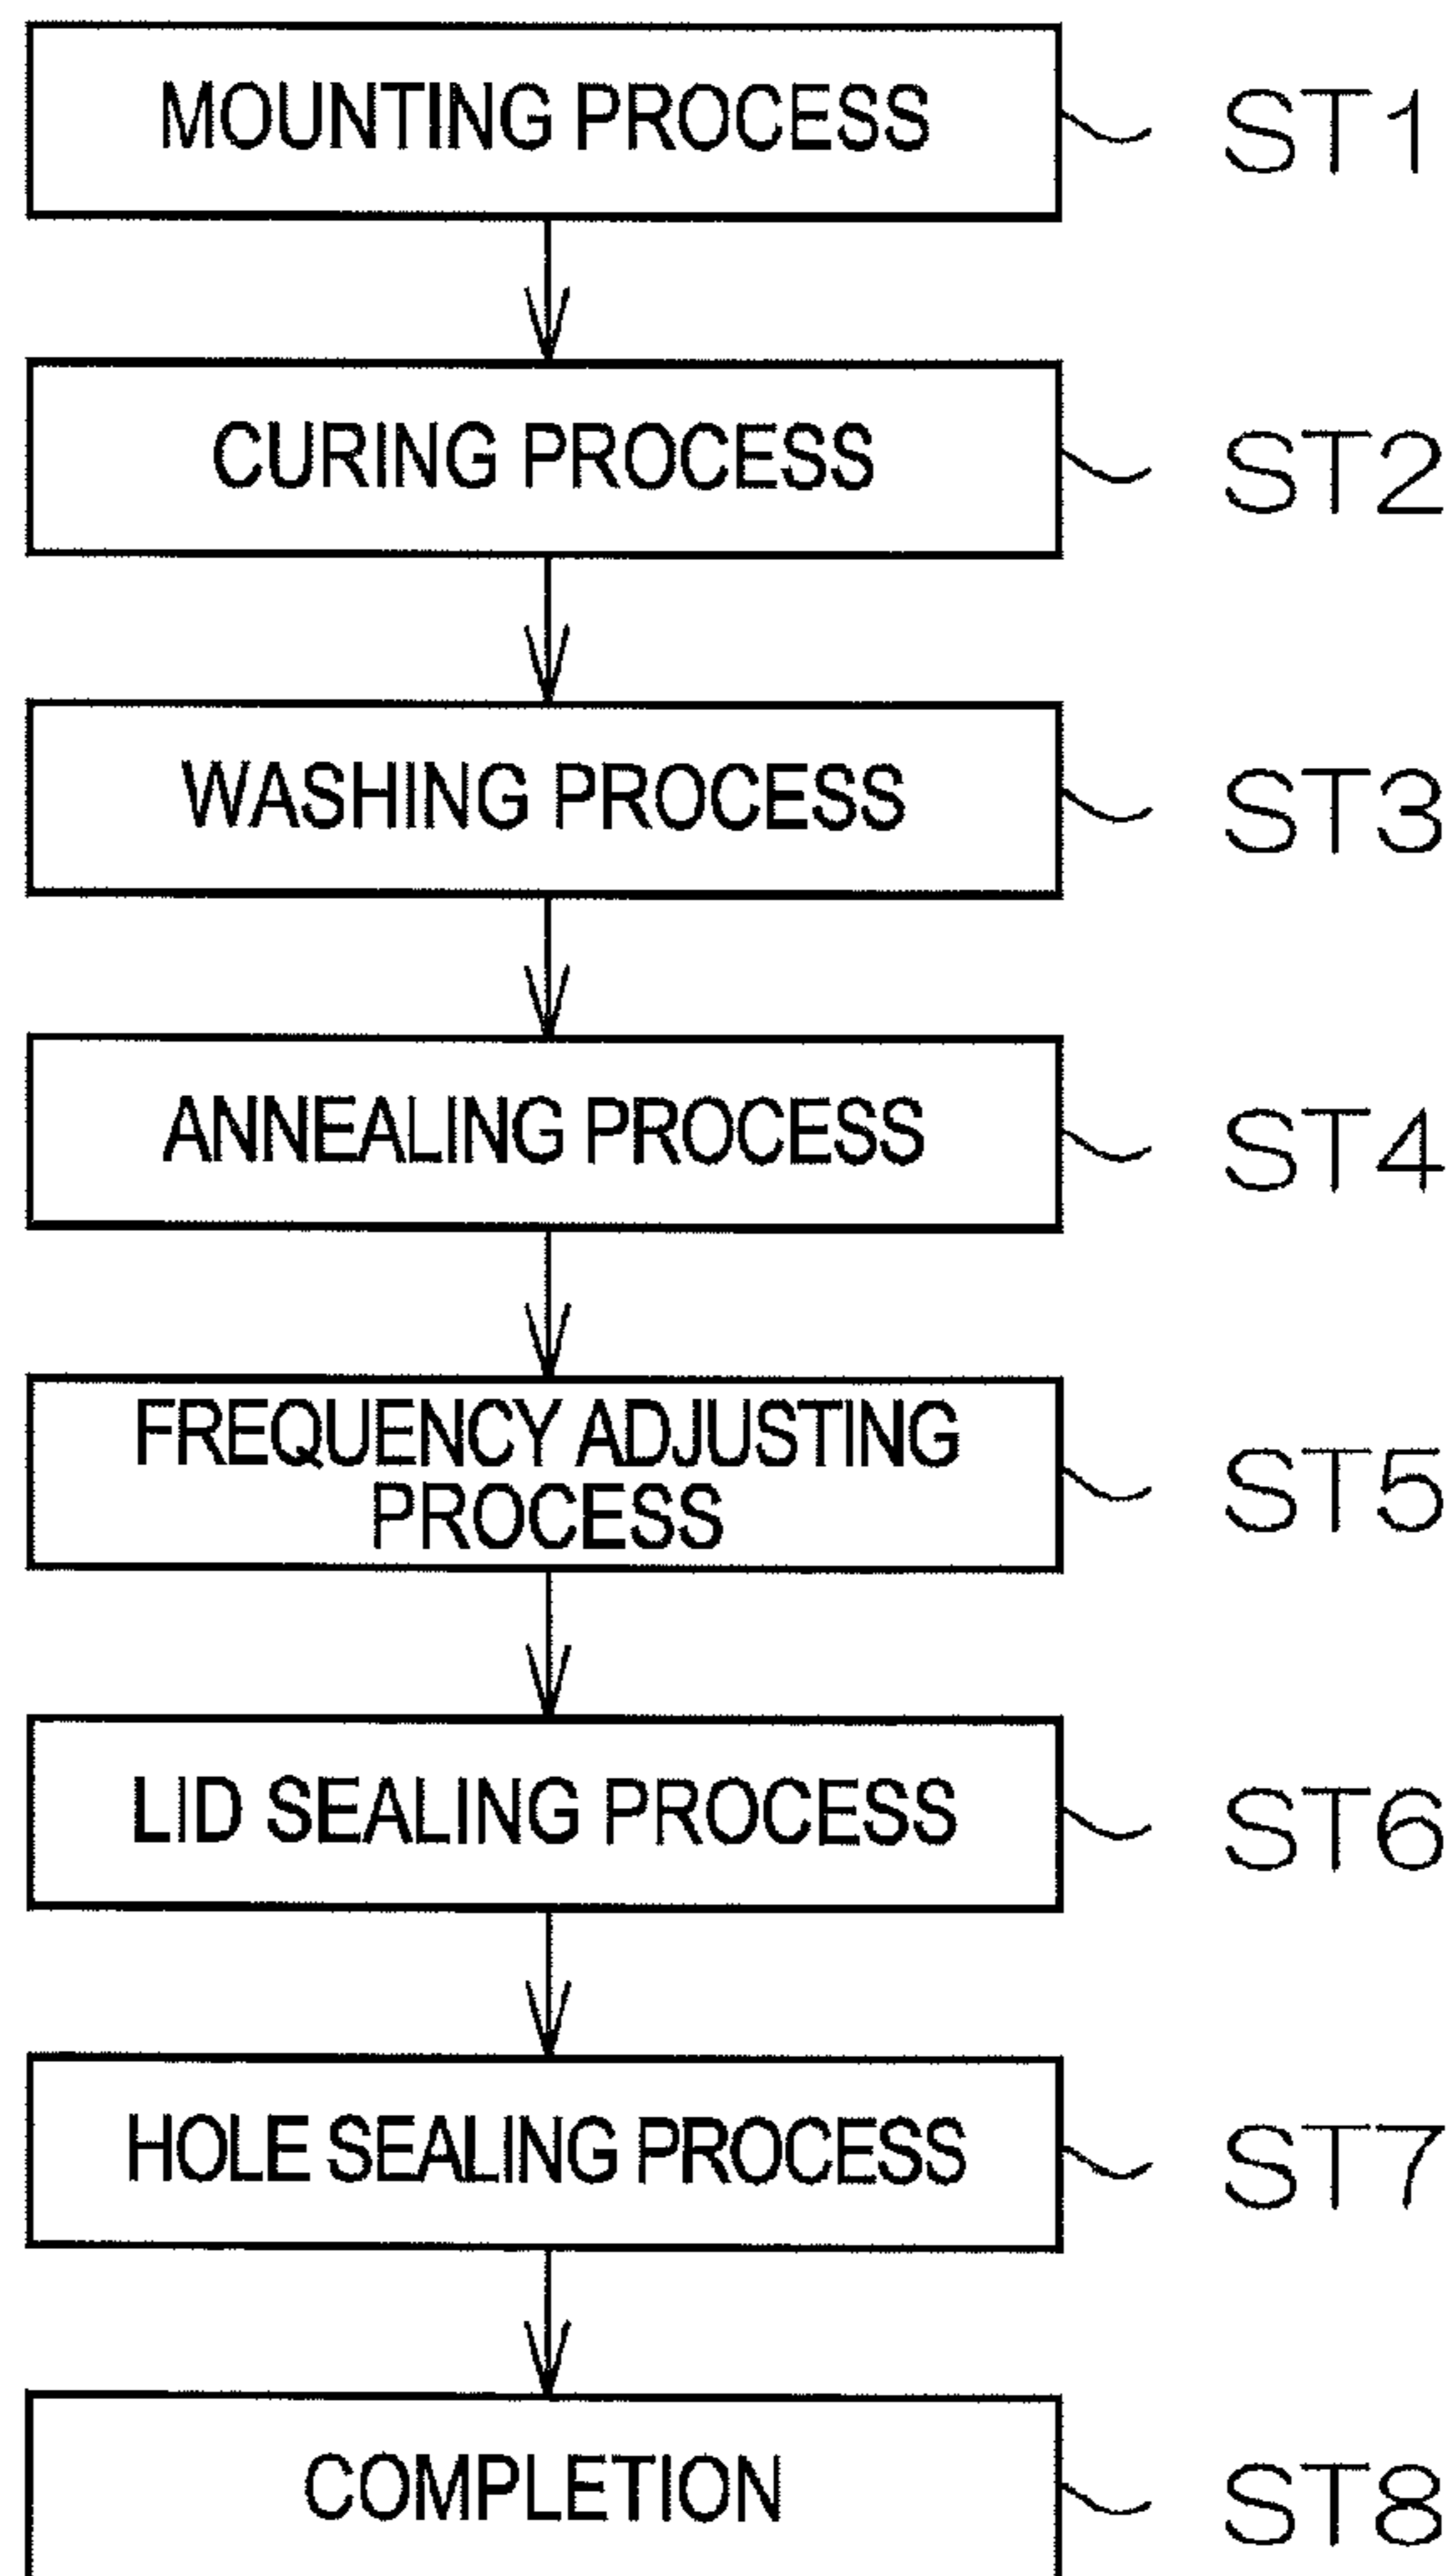 MOUNTING PROCESS ST1
CURING PROCESS ST2
WASHING PROCESS ST3
ANNEALING PROCESS ST4
FREQUENCY ADJUSTING
PROCESS ST5
LID SEALING PROCESS ST6
HOLE SEALING PROCESS ST7
COMPLETION ST8